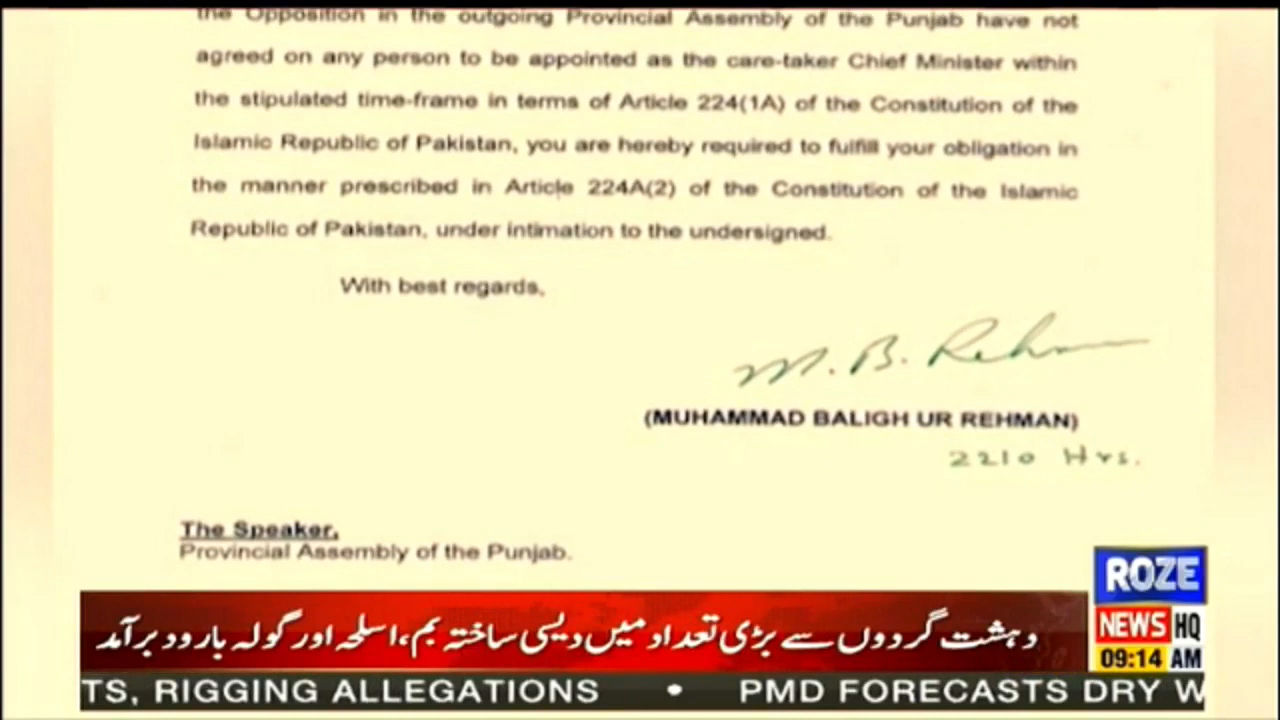 the Opposition in the outgoing Provincial Assembly of the Punjab have not
agreed on any person to be appointed as the care-taker Chief Minister within
the stipulated time-frame in terms of Article 224(1A) of the Constitution of the
Islamic Republic of Pakistan, you are hereby required to fulfill your obligation in
the manner prescribed in Article 224A(2) of the Constitution of the Islamic
Republic of Pakistan, under intimation to the undersigned.
With best regards,
M. B. Rehman
(MUHAMMAD BALIGH UR REHMAN)
2210 Hrs.
The Speaker,
Provincial Assembly of the Punjab.
ROZE
NEWS HQ
09:14 AM
دہشت گردوں سے بڑی تعداد میں دیسی ساختہ بم، اسلحہ اور گولہ بارود برآمد
TS, RIGGING ALLEGATIONS • PMD FORECASTS DRY W